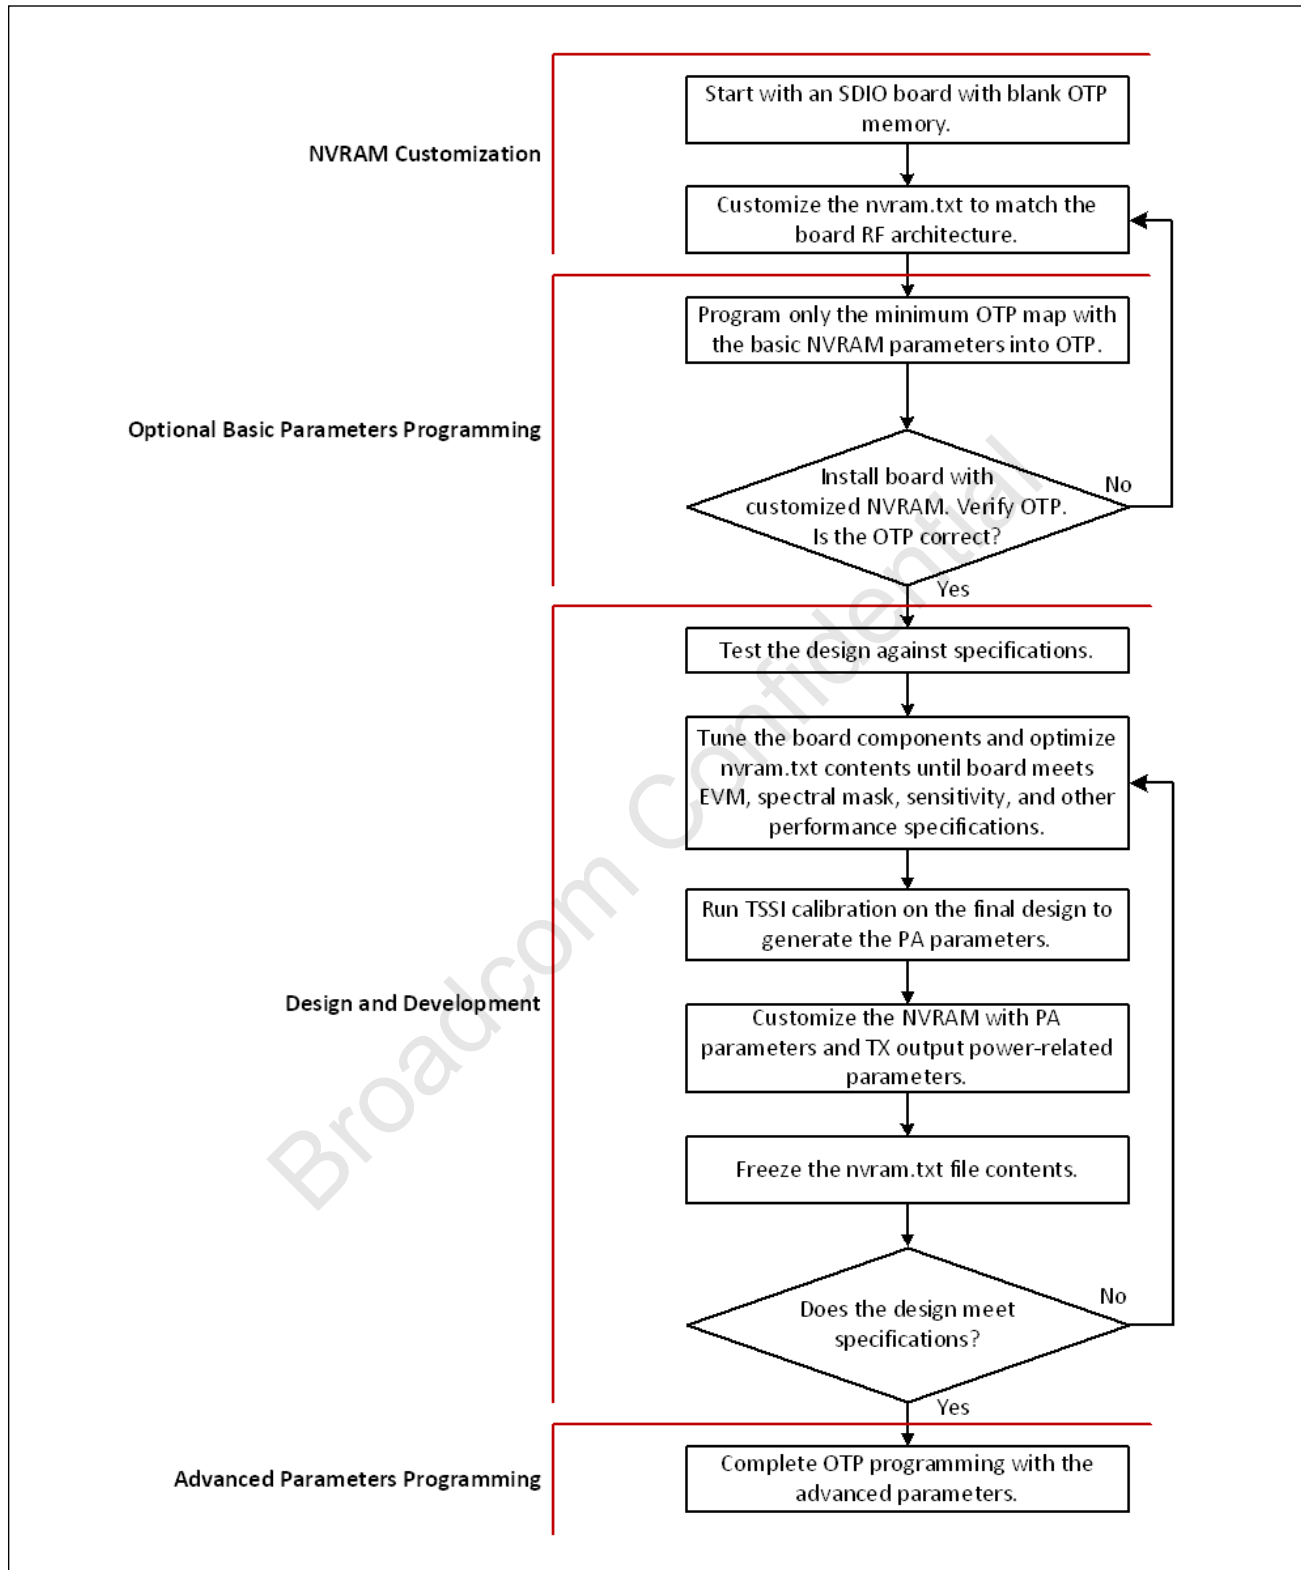 Start with an SDIO board with blank OTP
memory.
NVRAM Customization
Customize the nvram.txt to match the
board RF architecture.
Program only the minimum OTP map with
the basic NVRAM parameters into OTP.
Optional Basic Parameters Programming
Install board with
customized NVRAM. Verify OTP.
Is the OTP correct?
No
Yes
Test the design against specifications.
Tune the board components and optimize
nvram.txt contents until board meets
EVM, spectral mask, sensitivity, and other
performance specifications.
Run TSSI calibration on the final design to
generate the PA parameters.
Design and Development
Customize the NVRAM with PA
parameters and TX output power-related
parameters.
Freeze the nvram.txt file contents.
Does the design meet
specifications?
No
Yes
Advanced Parameters Programming
Complete OTP programming with the
advanced parameters.
Broadcom Confidential